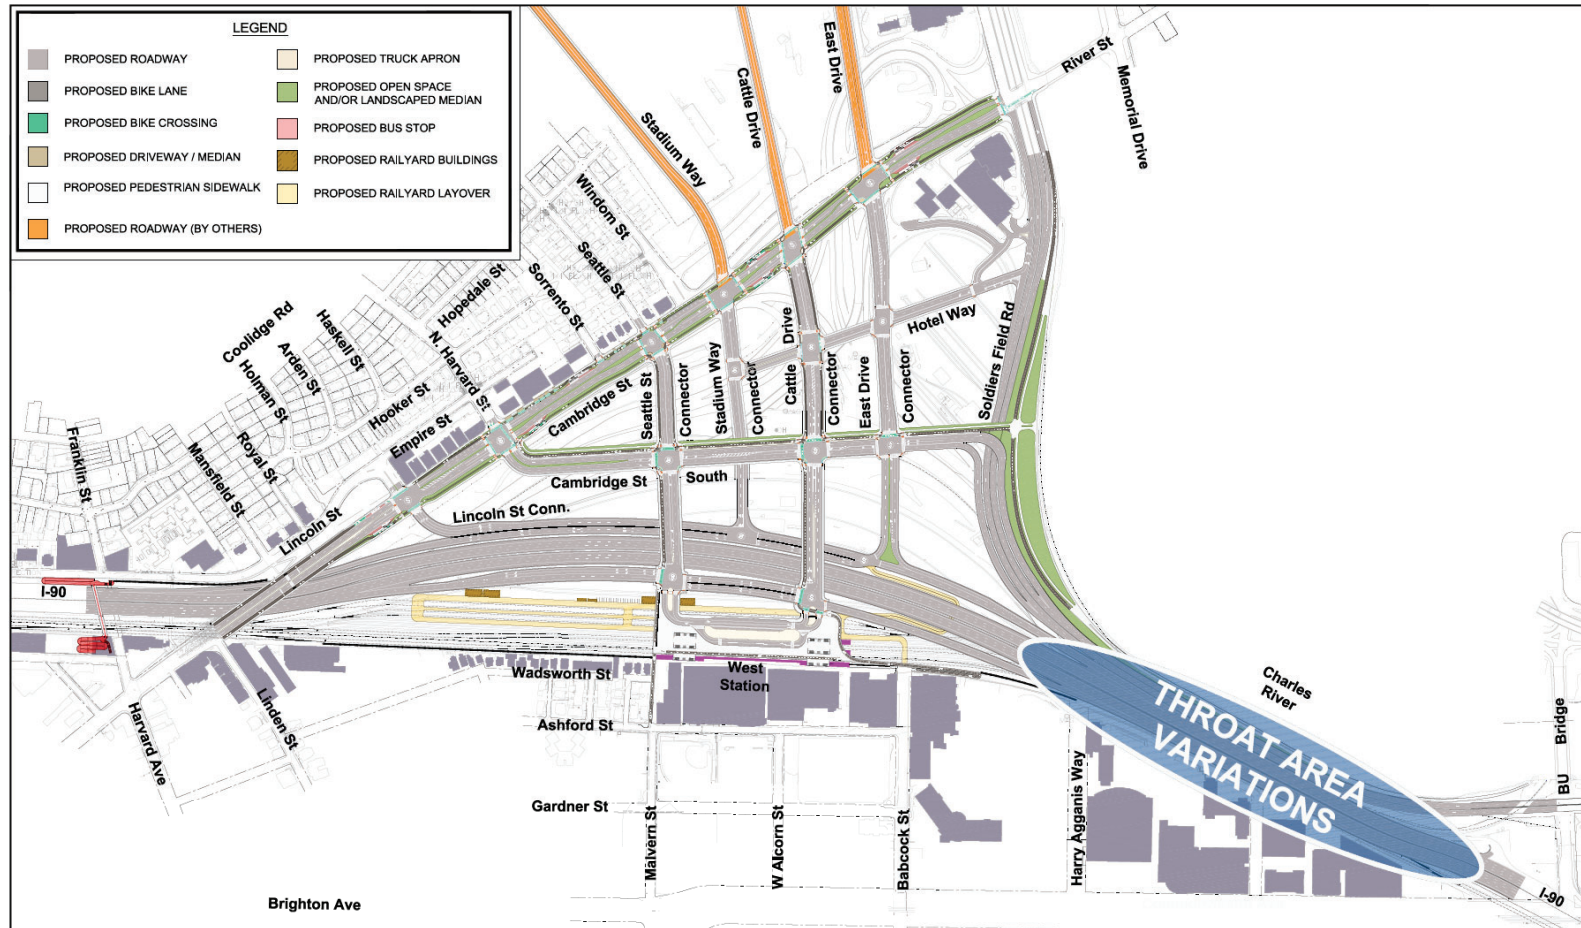 LEGEND
PROPOSED ROADWAY
PROPOSED BIKE LANE
PROPOSED BIKE CROSSING
PROPOSED DRIVEWAY / MEDIAN
PROPOSED PEDESTRIAN SIDEWALK
PROPOSED ROADWAY (BY OTHERS)
PROPOSED TRUCK APRON
PROPOSED OPEN SPACE
AND/OR LANDSCAPED MEDIAN
PROPOSED BUS STOP
PROPOSED RAILYARD BUILDINGS
PROPOSED RAILYARD LAYOVER
Stadium Way
Cattle Drive
East Drive
River St
Memorial Drive
Windom St
Seattle St
Sorrento St
Hopedale St
N. Harvard St
Haskell St
Coolidge Rd
Arden St
Holman St
Hooker St
Empire St
Royal St
Mansfield St
Franklin St
Lincoln St
Cambridge St
Seattle St
Connector
Stadium Way
Connector
Cattle
Drive
Connector
East Drive
Connector
Hotel Way
Soldiers Field Rd
Cambridge St
South
Lincoln St Conn.
I-90
West
Station
Wadsworth St
Ashford St
Gardner St
Harvard Ave
Linden St
Malvern St
W Alcorn St
Babcock St
Harry Agganis Way
Brighton Ave
THROAT AREA
VARIATIONS
Charles
River
BU Bridge
I-90